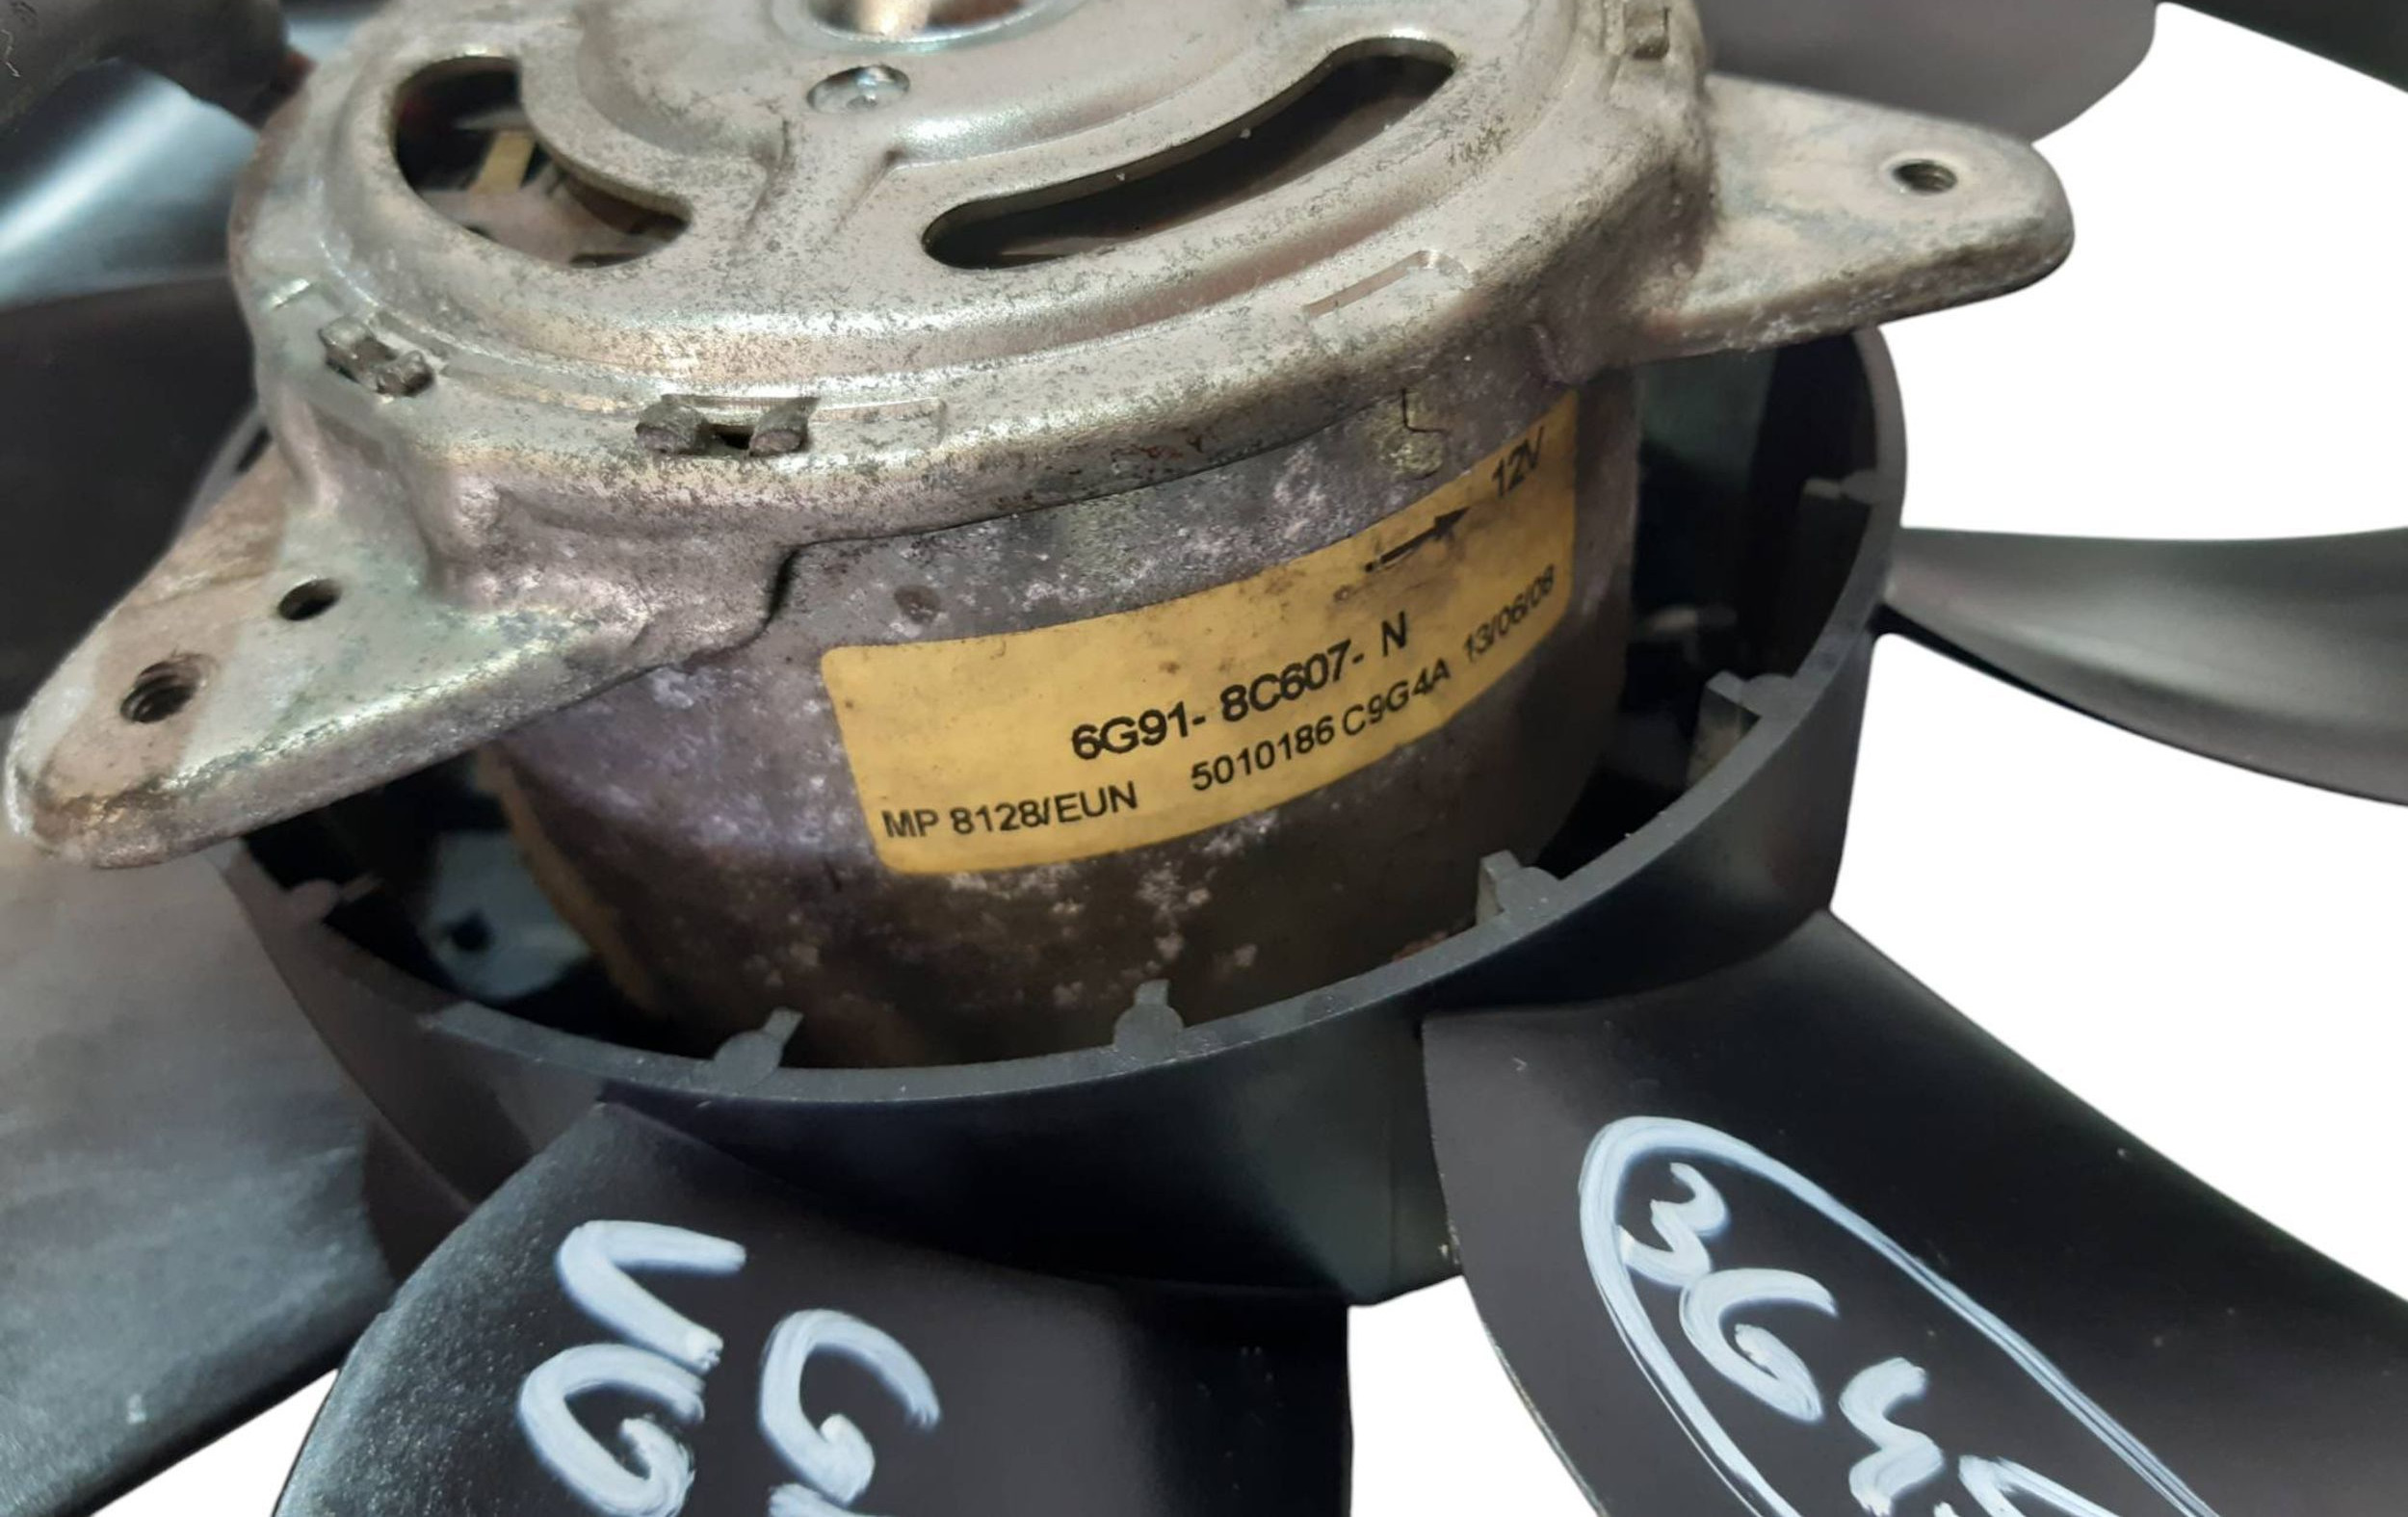 12V
6G91- 8C607- N
MP 8128/EUN 5010186 C9G4A 13/06/08